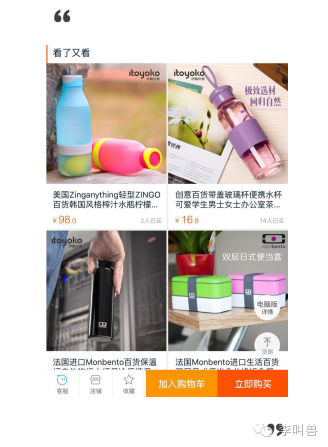 “
看了又看
itoyoko
itoyoko
极致选材
回归自然
美国Zinganything轻型ZINGO
百货韩国风格榨汁水瓶柠檬...
¥98.0
2人已买
创意百货带盖玻璃杯便携水杯
可爱学生男士女士办公室茶...
¥16.8
14人已买
itoyoko
monbento
双层日式便当盒
电脑版
详情
顶部
法国进口Monbento百货保温
法国进口Monbento进口生活百货
客服
店铺
收藏
加入购物车
立即购买
李叫兽
”